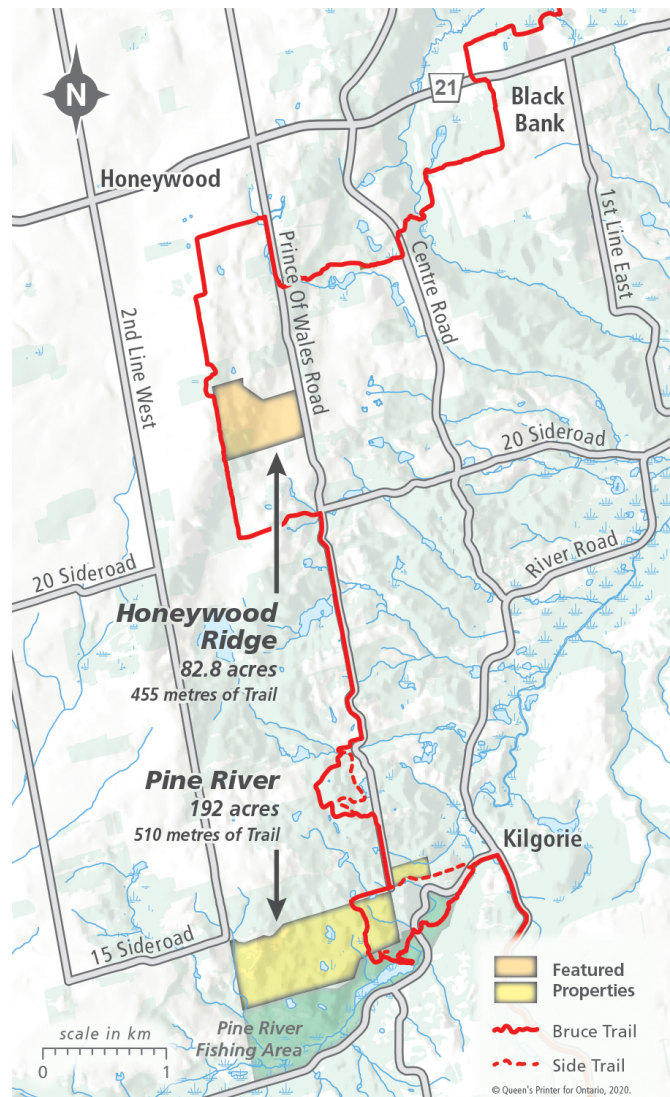 N
21
Black
Bank
Honeywood
Prince Of Wales Road
Centre Road
1st Line East
2nd Line West
20 Sideroad
River Road
20 Sideroad
Honeywood
Ridge
82.8 acres
455 metres of Trail
Pine River
192 acres
510 metres of Trail
Kilgorie
15 Sideroad
Pine River
Fishing Area
scale in km
0
1
Featured
Properties
Bruce Trail
Side Trail
© Queen's Printer for Ontario, 2020.